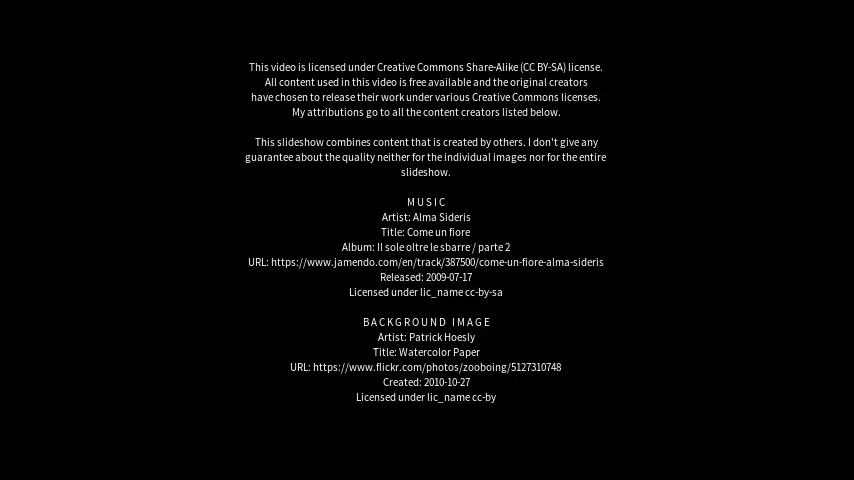 This video is licensed under Creative Commons Share-Alike (CC BY-SA) license.
All content used in this video is free available and the original creators
have chosen to release their work under various Creative Commons licenses.
My attributions go to all the content creators listed below.
This slideshow combines content that is created by others. I don't give any
guarantee about the quality neither for the individual images nor for the entire
slideshow.
MUSIC
Artist: Alma Sideris
Title: Come un fiore
Album: Il sole oltre le sbarre / parte 2
URL: https://www.jamendo.com/en/track/387500/come-un-fiore-alma-sideris
Released: 2009-07-17
Licensed under lic_name cc-by-sa
BACKGROUND IMAGE
Artist: Patrick Hoesly
Title: Watercolor Paper
URL: https://www.flickr.com/photos/zooboing/5127310748
Created: 2010-10-27
Licensed under lic_name cc-by